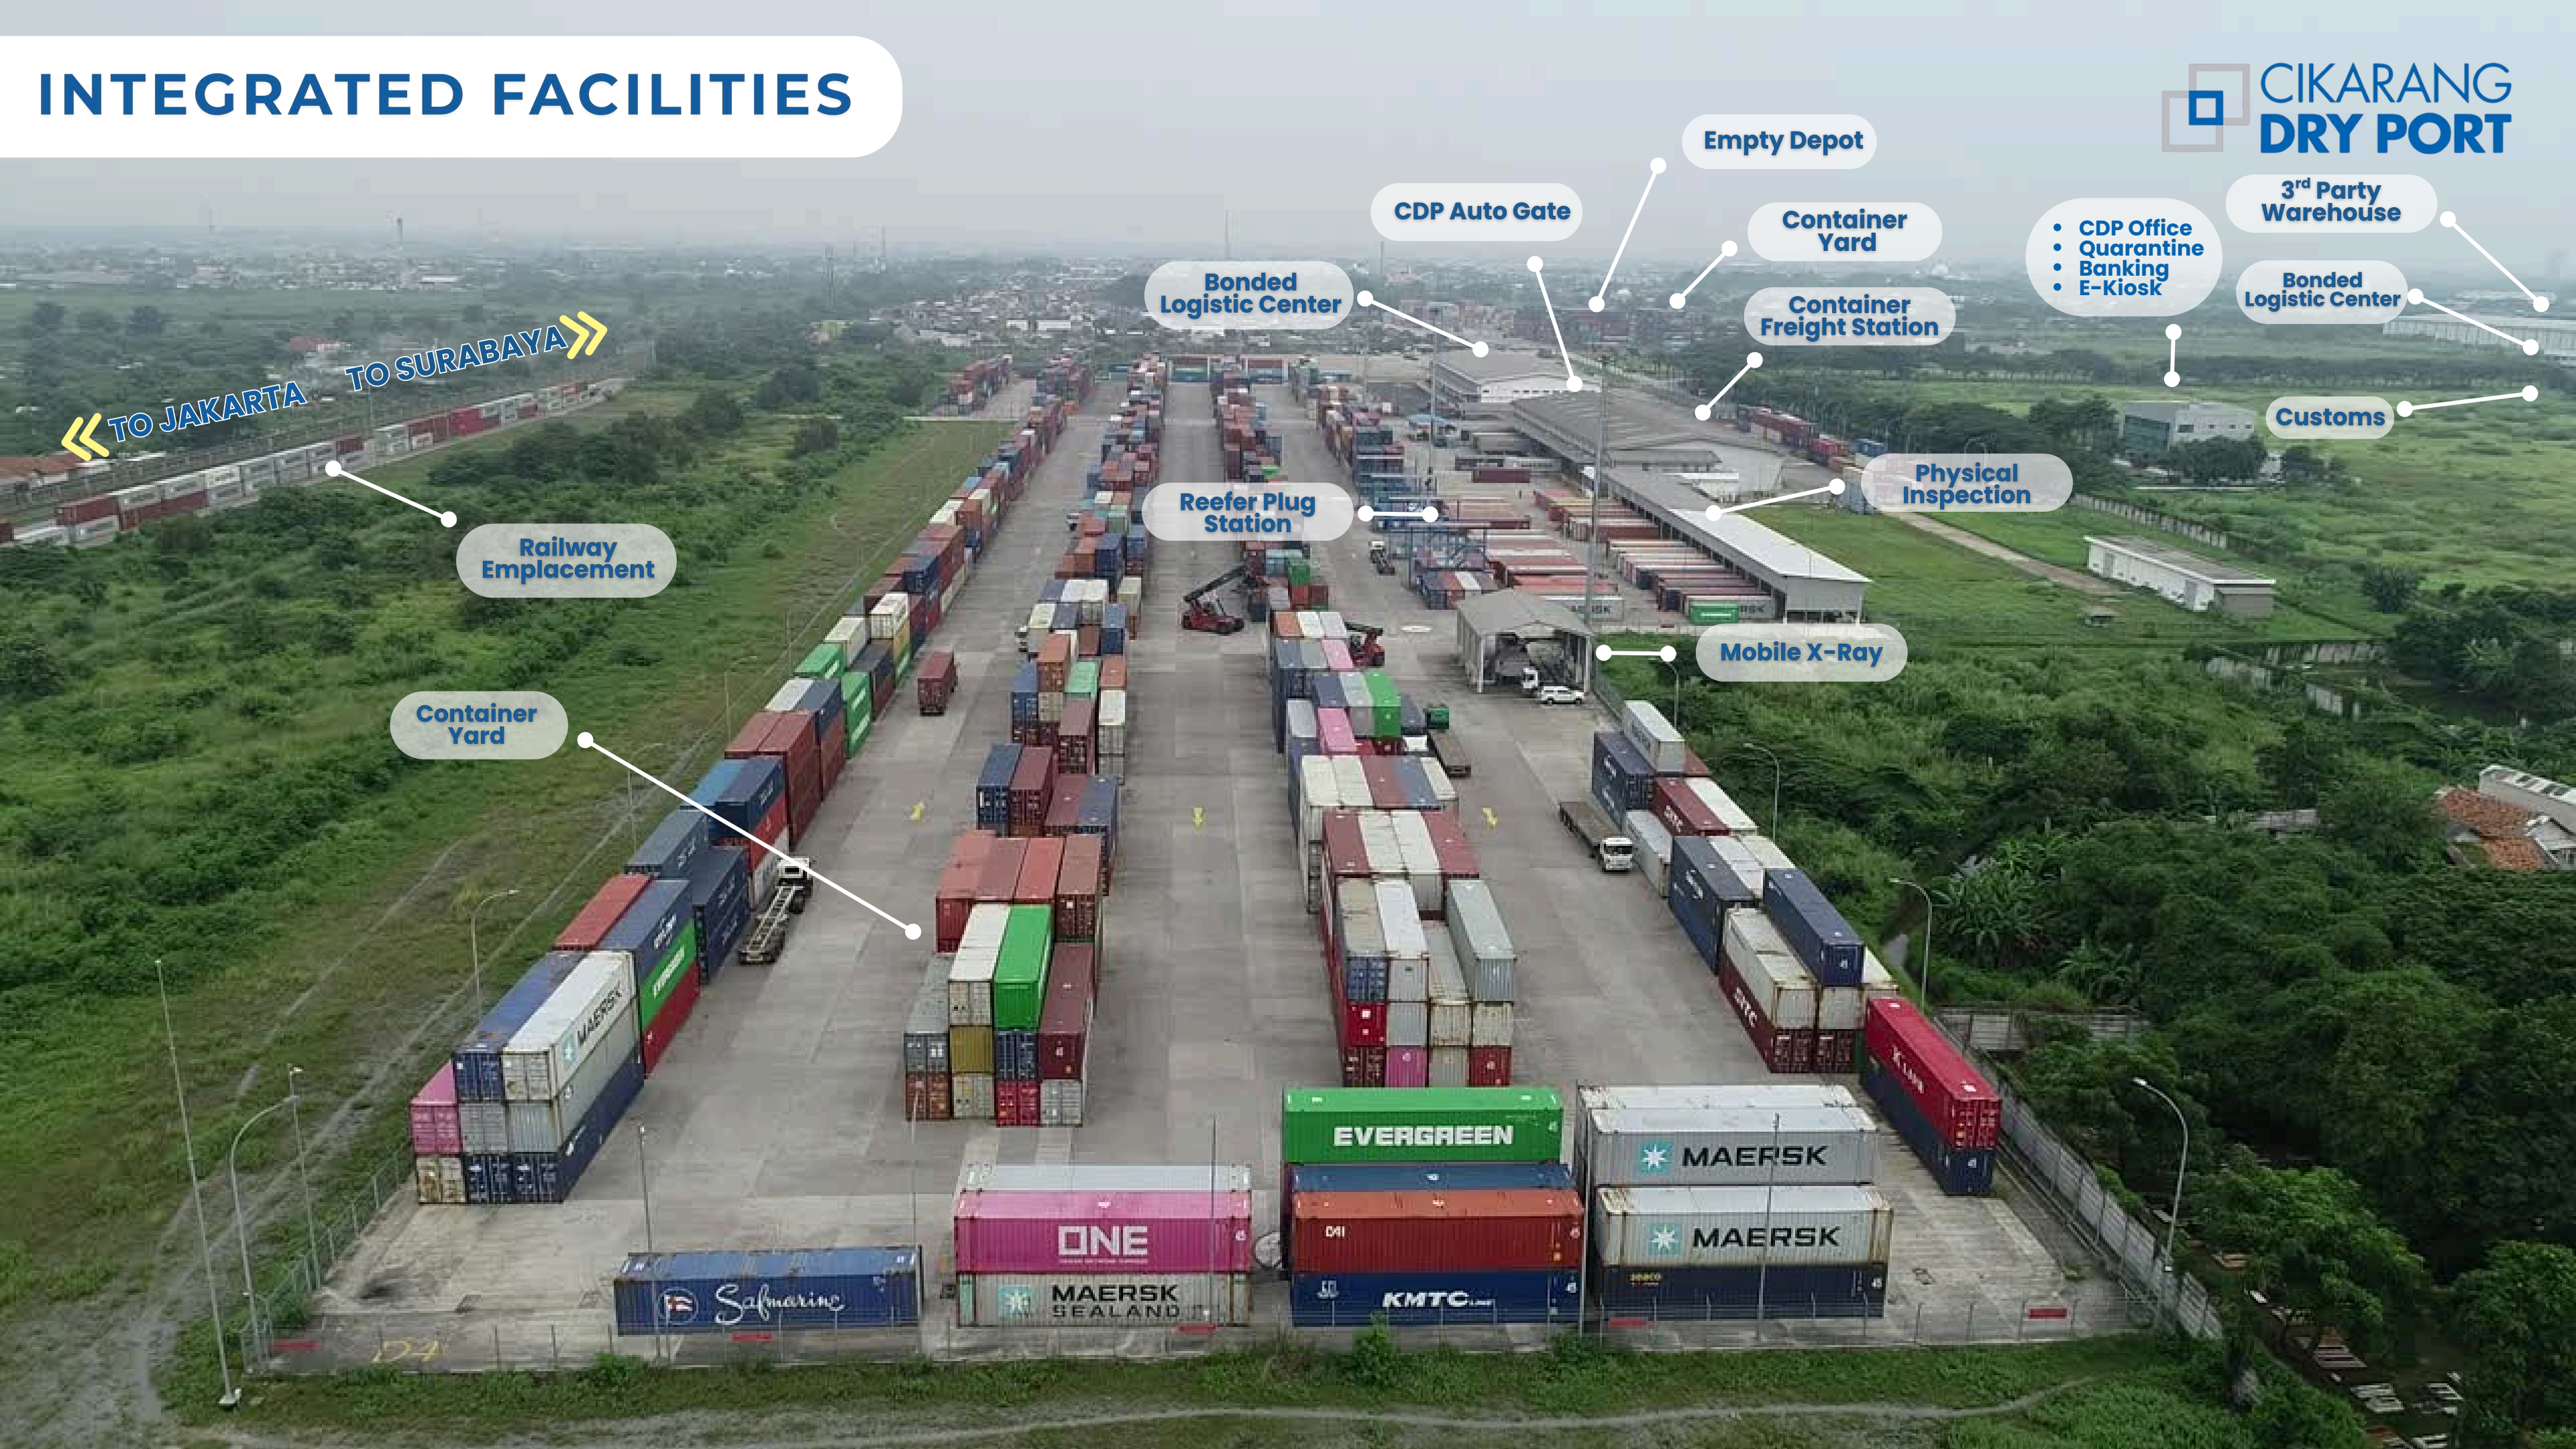 INTEGRATED FACILITIES
CIKARANG
DRY PORT
Empty Depot
3rd Party
Warehouse
CDP Auto Gate
Container
Yard
• CDP Office
• Quarantine
• Banking
• E-Kiosk
Bonded
Logistic Center
Bonded
Logistic Center
Container
Freight Station
TO SURABAYA
TO JAKARTA
Customs
Physical
Inspection
Reefer Plug
Station
Railway
Emplacement
Mobile X-Ray
Container
Yard
MAERSK
EVERGREEN
EVERGREEN
MAERSK
ONE
MAERSK
Safmarine
MAERSK
SEALAND
KMTC
D4